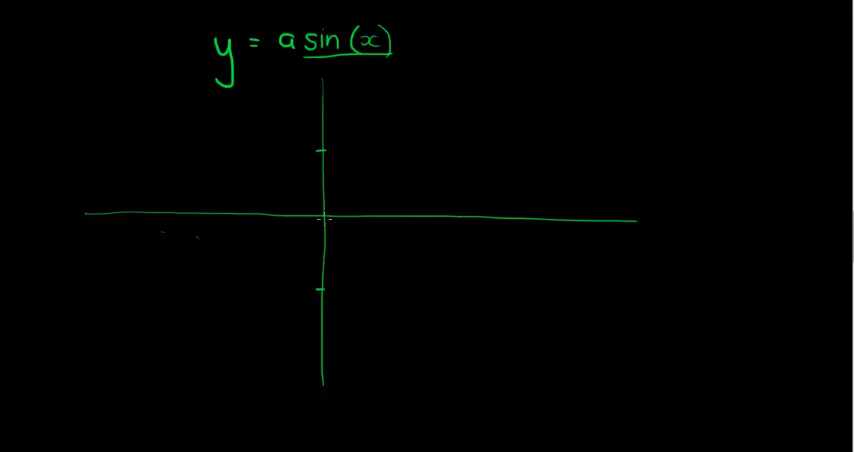 y = a sin(x)